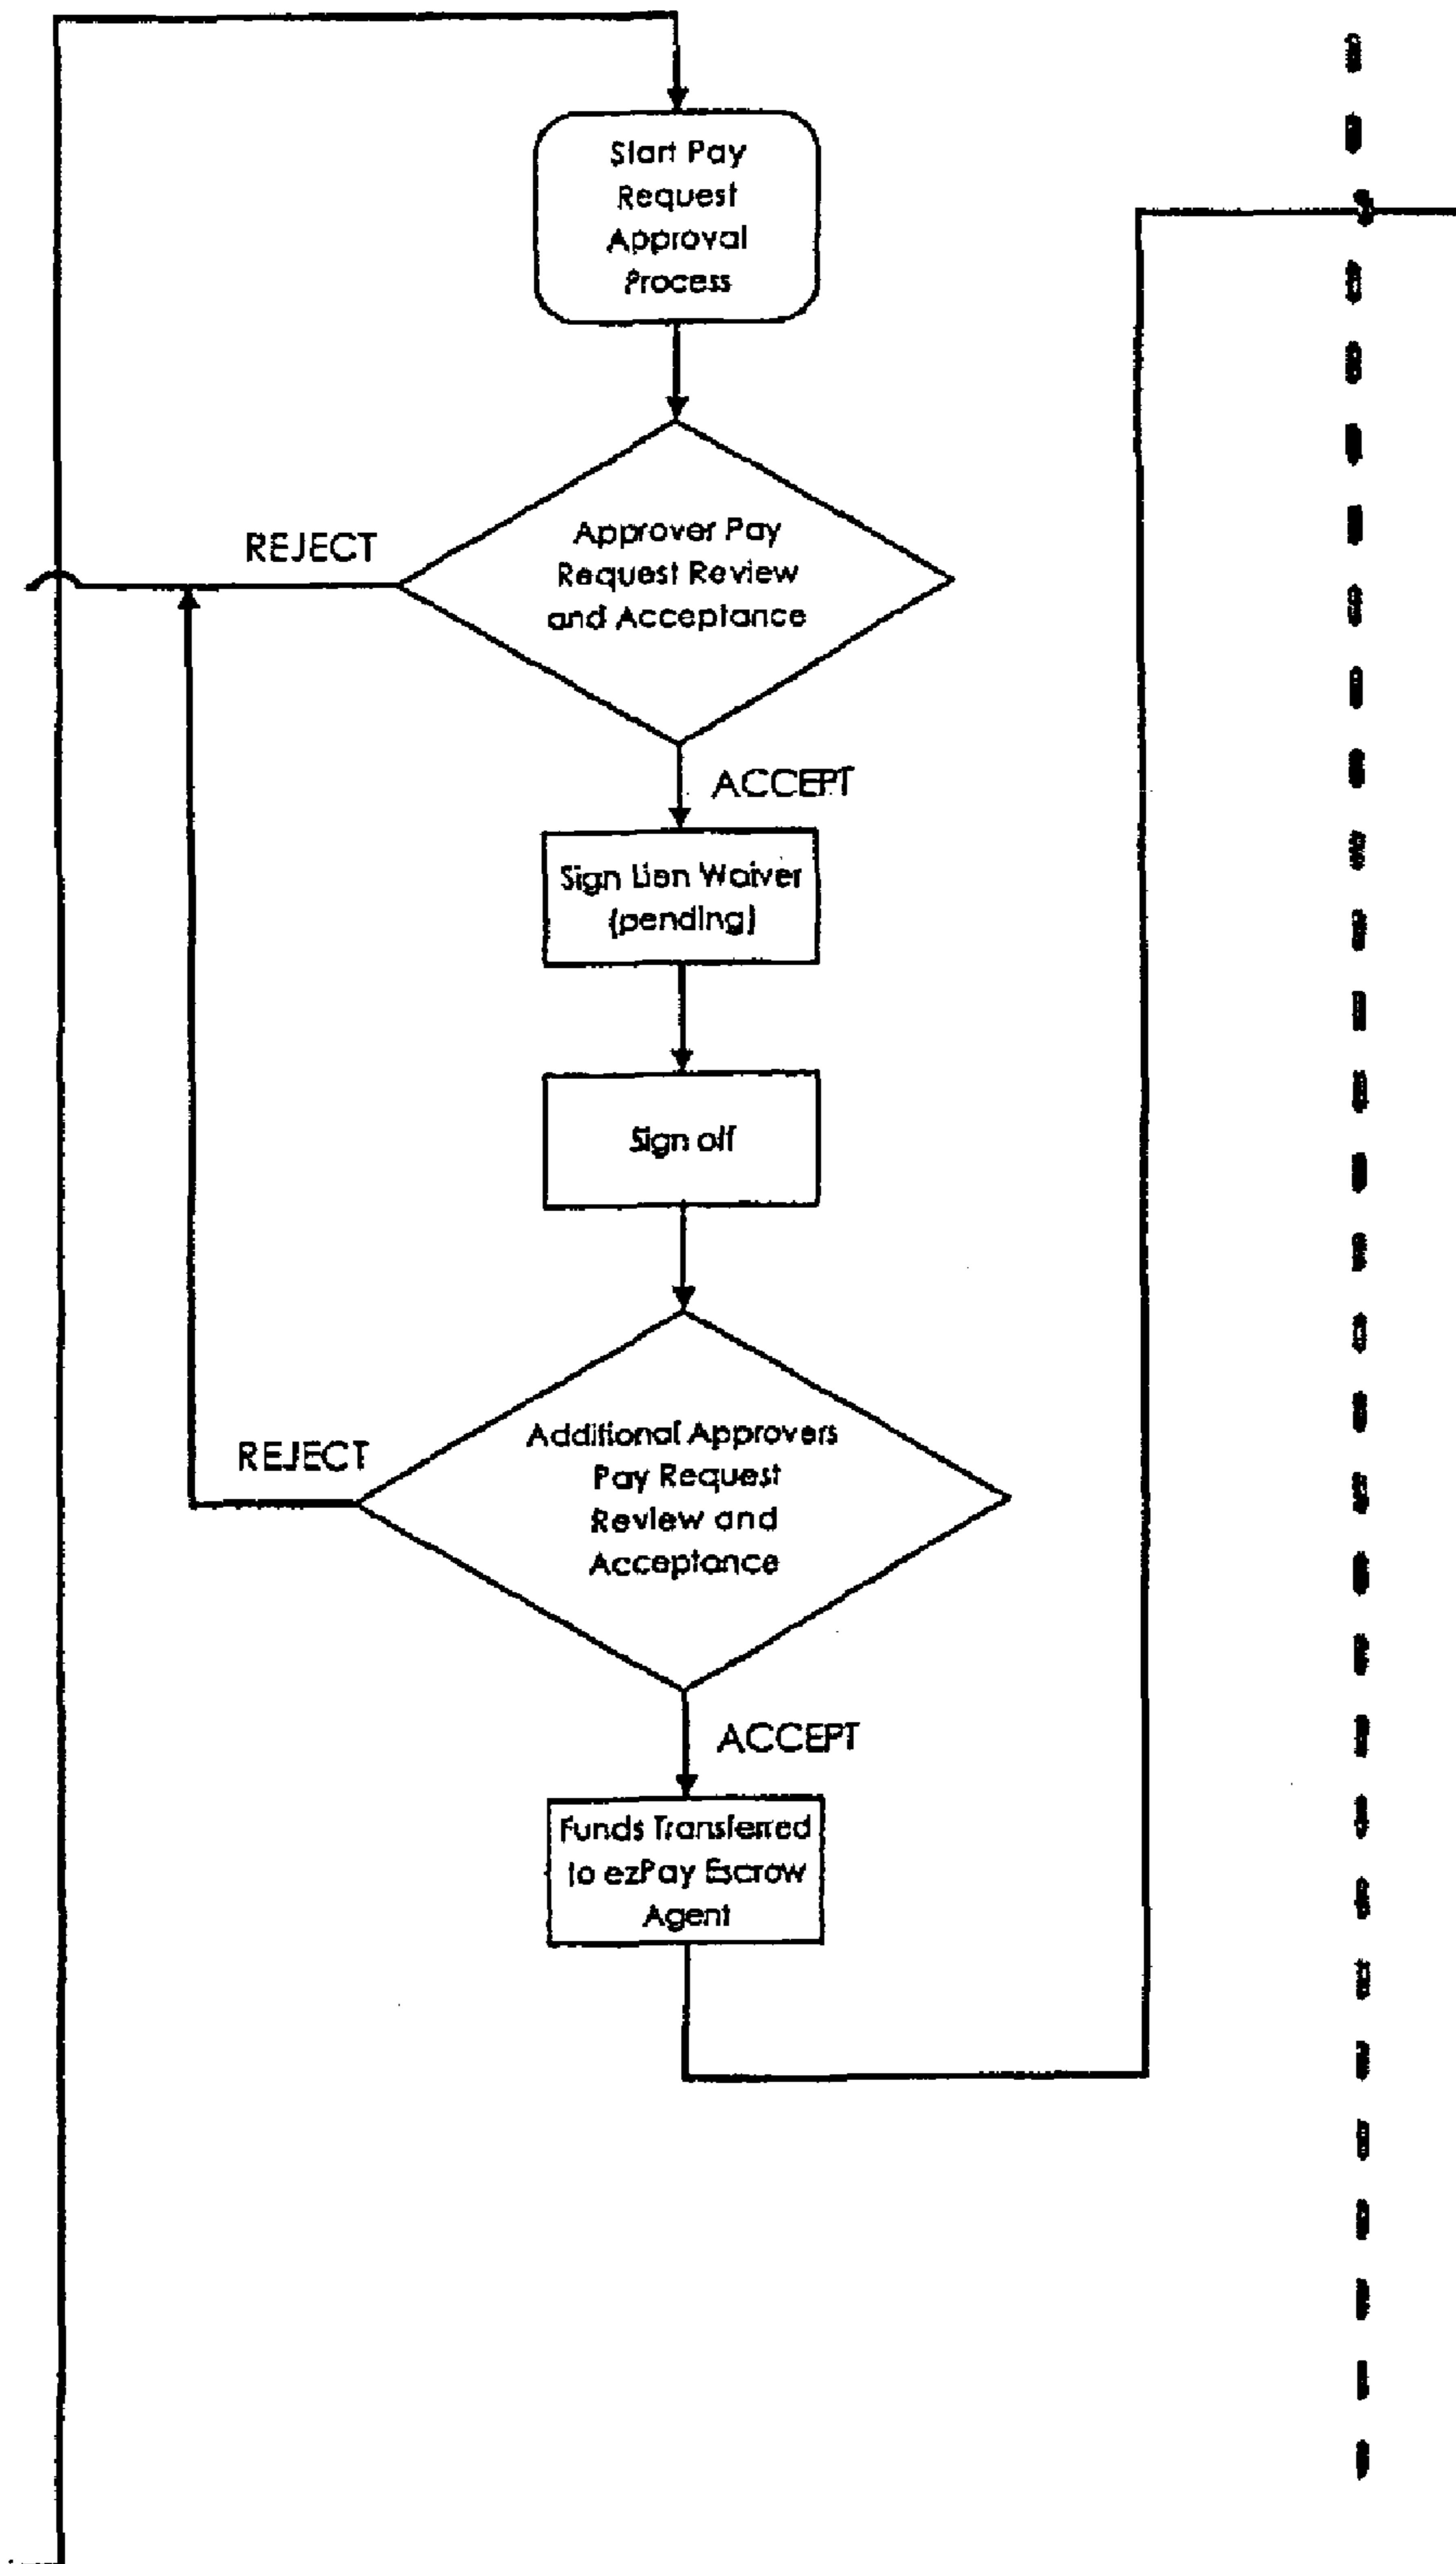 Start Pay
Request
Approval
Process
REJECT
Approver Pay
Request Review
and Acceptance
ACCEPT
Sign Lien Waiver
(pending)
Sign off
REJECT
Additional Approvers
Pay Request
Review and
Acceptance
ACCEPT
Funds Transferred
to ezPay Escrow
Agent